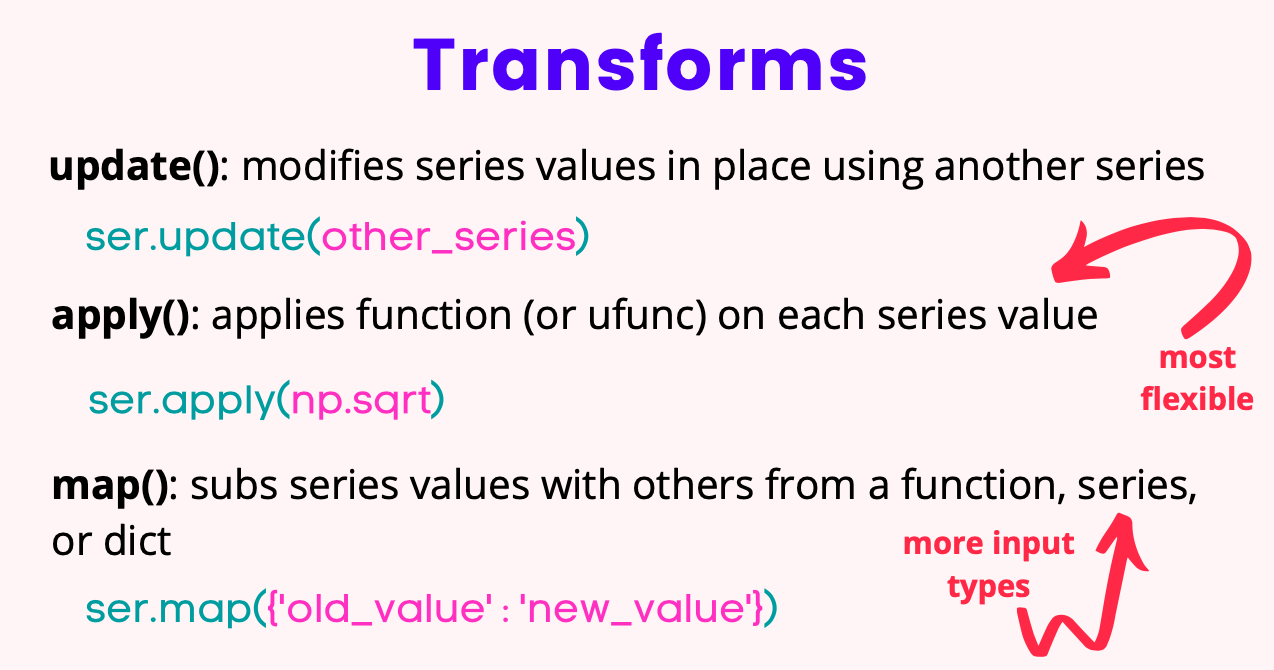 Transforms
update(): modifies series values in place using another series
ser.update(other_series)
apply(): applies function (or ufunc) on each series value
most
flexible
ser.apply(np.sqrt)
map(): subs series values with others from a function, series,
or dict
more input
types
ser.map({'old_value' : 'new_value'})